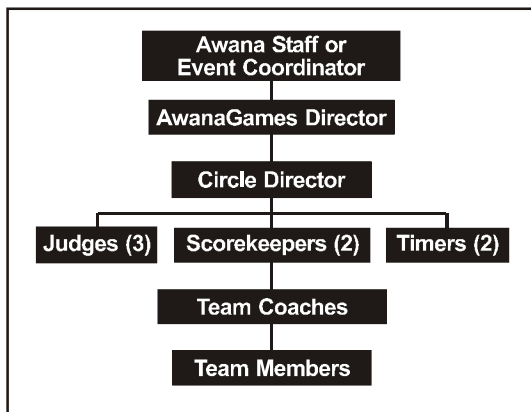 Awana Staff or
Event Coordinator
AwanaGames Director
Circle Director
Judges (3) Scorekeepers (2) Timers (2)
Team Coaches
Team Members